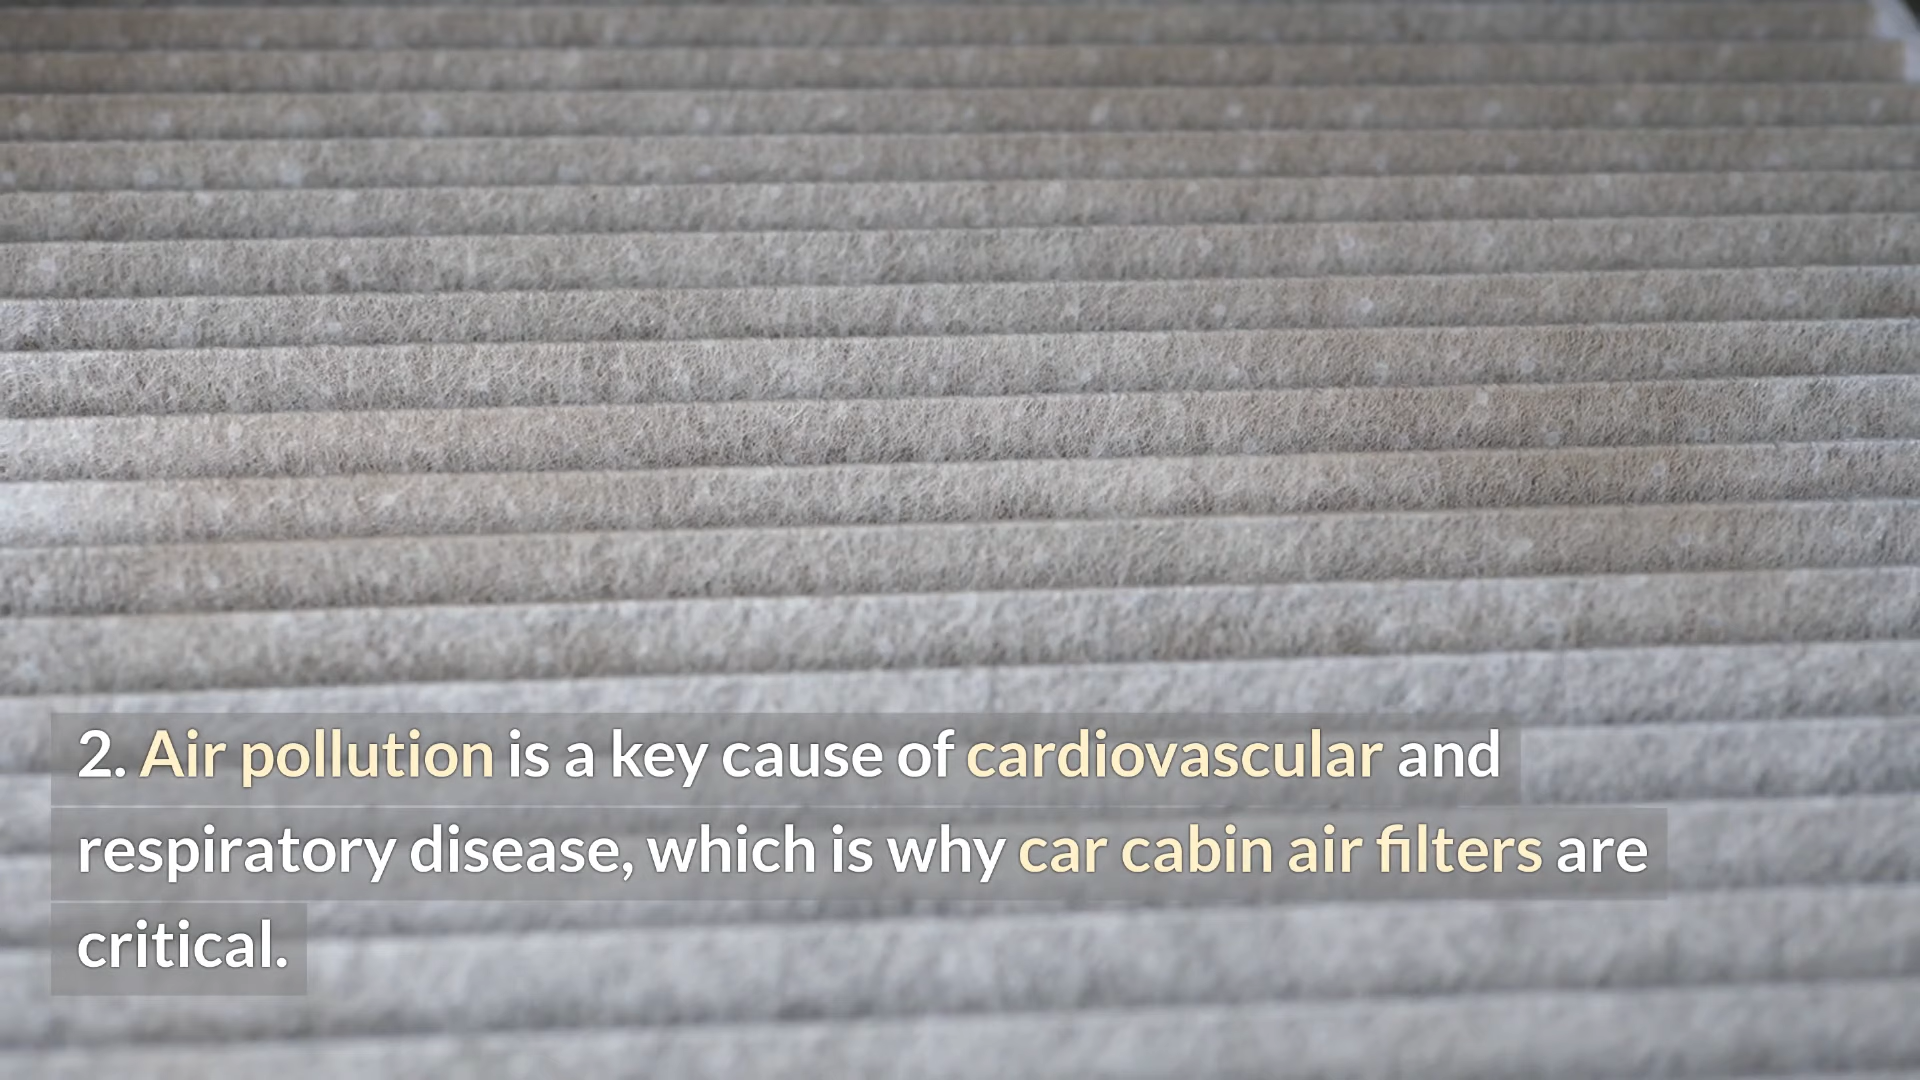 2. Air pollution is a key cause of cardiovascular and
respiratory disease, which is why car cabin air filters are
critical.